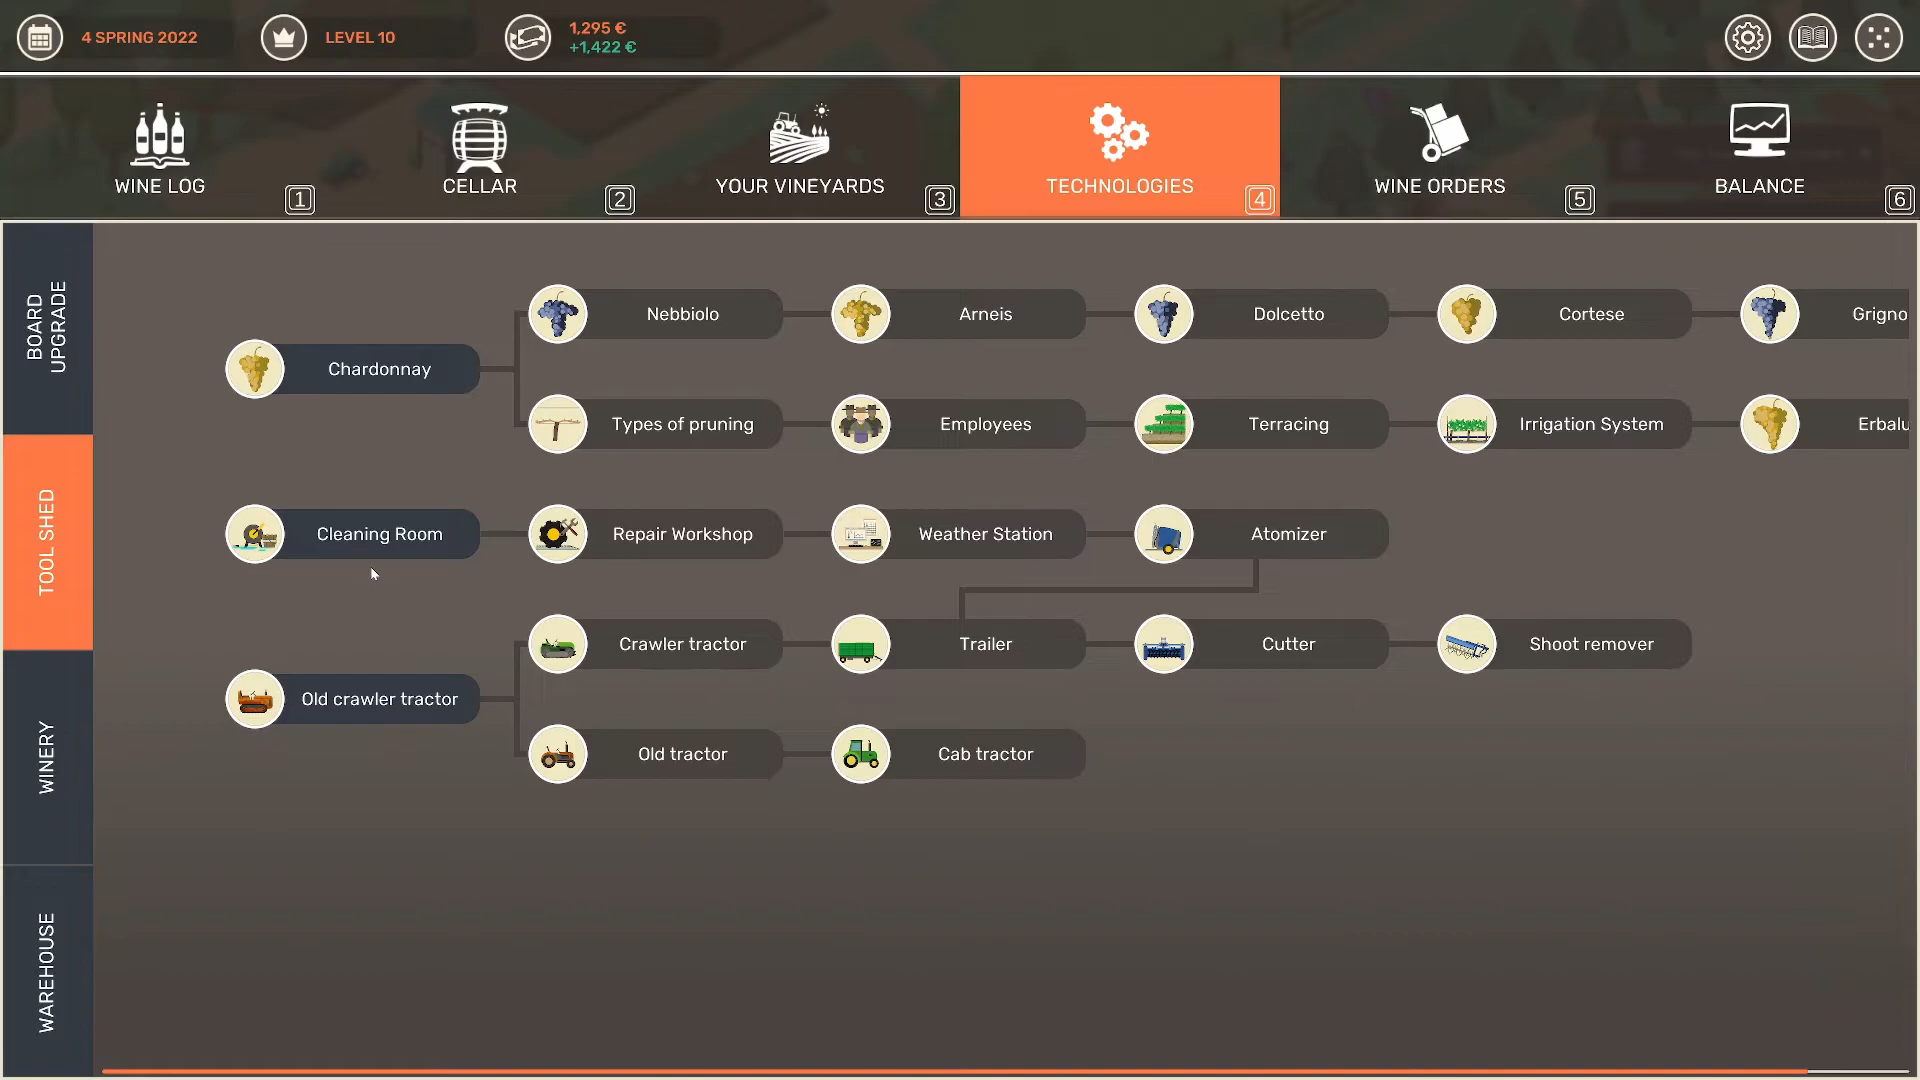 4 SPRING 2022
LEVEL 10
1,295 €
+1,422 €
WINE LOG
1
CELLAR
2
YOUR VINEYARDS
3
TECHNOLOGIES
4
WINE ORDERS
5
BALANCE
6
BOARD
UPGRADE
TOOL SHED
WINERY
WAREHOUSE
Nebbiolo
Arneis
Dolcetto
Cortese
Grigno
Chardonnay
Types of pruning
Employees
Terracing
Irrigation System
Erbalu
Cleaning Room
Repair Workshop
Weather Station
Atomizer
Crawler tractor
Trailer
Cutter
Shoot remover
Old crawler tractor
Old tractor
Cab tractor